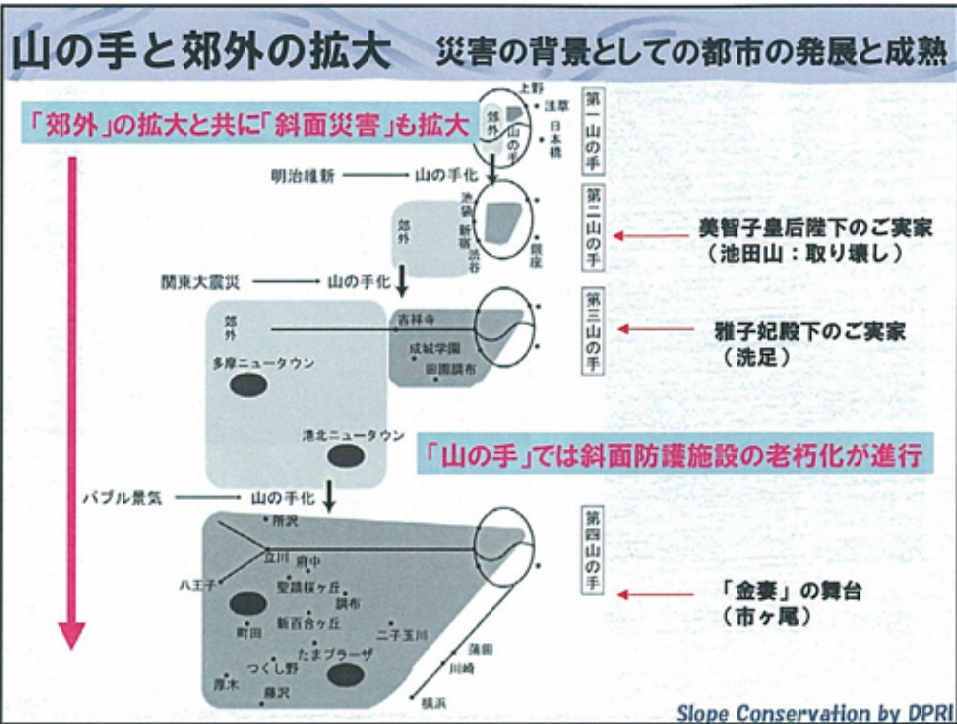 山の手と郊外の拡大　災害の背景としての都市の発展と成熟
「郊外」の拡大と共に「斜面災害」も拡大
上野
浅草
日本橋
郊外
山の手
第一山の手
明治維新
山の手化
池袋
新宿
渋谷
銀座
郊外
第二山の手
美智子皇后陛下のご実家
（池田山：取り壊し）
関東大震災
山の手化
郊外
吉祥寺
成城学園
田園調布
多摩ニュータウン
港北ニュータウン
第三山の手
雅子妃殿下のご実家
（洗足）
「山の手」では斜面防護施設の老朽化が進行
バブル景気
山の手化
所沢
立川
府中
八王子
聖蹟桜ヶ丘
調布
町田
新百合ヶ丘
二子玉川
たまプラーザ
つくし野
厚木
藤沢
蒲田
川崎
横浜
第四山の手
「金妻」の舞台
（市ヶ尾）
Slope Conservation by DPRI